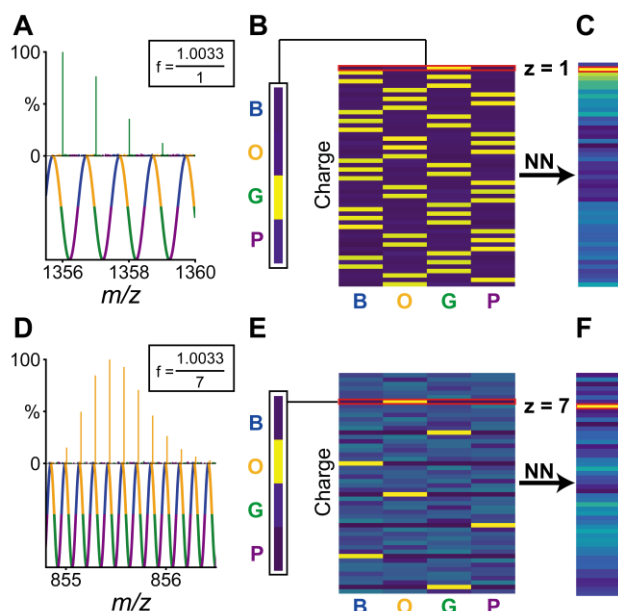 A
B
C
100
%
0
f = 1.0033
1
1356
1358
1360
m/z
B
O
G
P
Charge
z = 1
NN
B O G P
D
E
F
100
%
0
f = 1.0033
7
855
856
m/z
B
O
G
P
Charge
z = 7
NN
B O G P